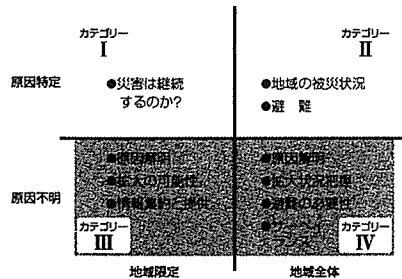 カテゴリー
I
カテゴリー
II
原因特定
●災害は継続
するのか?
●地域の被災状況
●避 難
原因不明
●原因解明
●拡大の可能性
●情報集約と提供
●原因解明
●拡大状況把握
●避難の必要性
カテゴリー
III
カテゴリー
IV
地域限定
地域全体